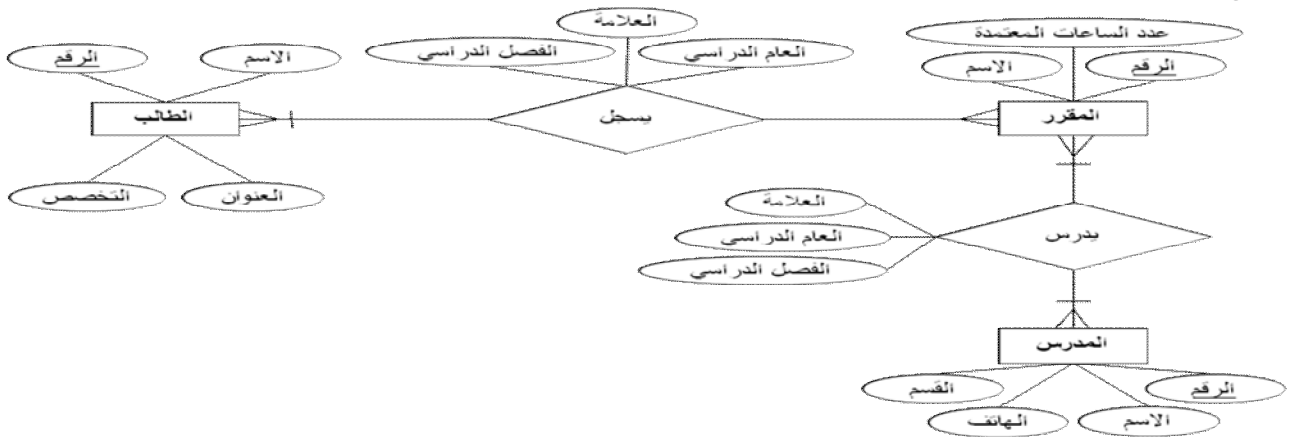 العلامة
عدد الساعات المعتمدة
الرقم
الاسم
الفصل الدراسي
العام الدراسي
الاسم
الرقم
الطالب
يسجل
المقرر
التخصص
العنوان
العلامة
العام الدراسي
الفصل الدراسي
يدرس
المدرس
القسم
الرقم
الهاتف
الاسم